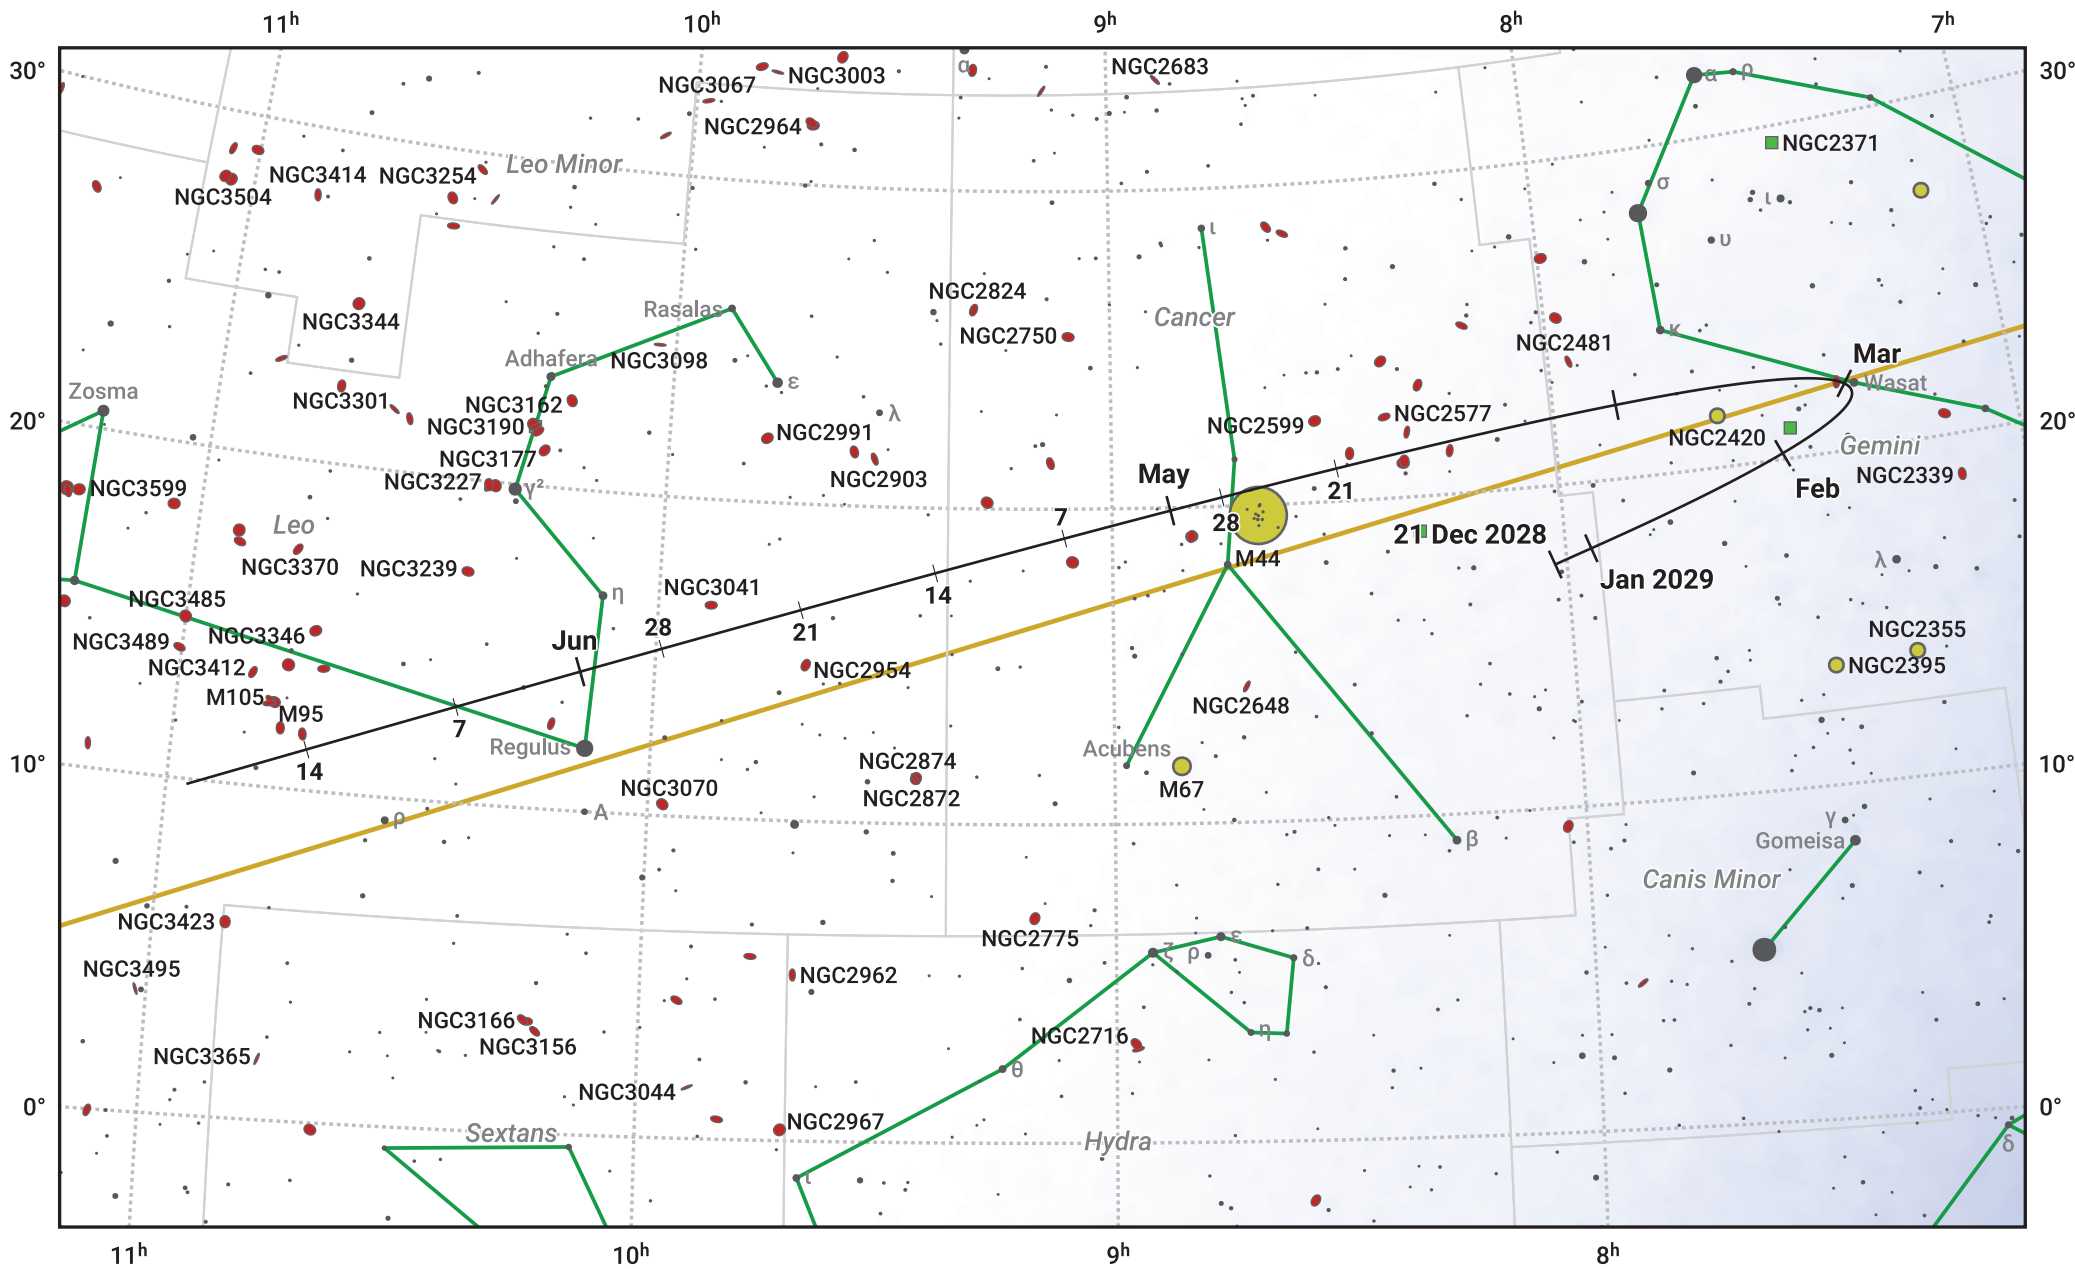 11ʰ 10ʰ 9ʰ 8ʰ 7ʰ
30° 30°
α
NGC3003
NGC2683
NGC3067
α ρ
NGC2964
NGC2371
Leo Minor
NGC3414 NGC3254
NGC3504
σ
ι
υ
ι
NGC2824
Rasalas
Cancer
NGC3344
NGC2750
κ
NGC2481
Mar
Adhafera NGC3098
Wasat
Zosma
ε
NGC3301
NGC3162
λ
NGC2577
20° 20°
NGC3190 NGC2991 NGC2599
NGC2420 Gemini
NGC3177
NGC2903
May
NGC2339
NGC3227 γ²
NGC3599
21
Feb
Leo
7
28
21 Dec 2028
M44
NGC3370 NGC3239
λ
Jan 2029
NGC3041
η
14
NGC3485
28
21
NGC2355
NGC3346
Jun
NGC3489
NGC3412
NGC2954
NGC2395
M105
NGC2648
M95
7
Regulus
Acubens
10° 10°
14
NGC2874
NGC3070
M67
NGC2872
ρ
A
γ
β
Gomeisa
Canis Minor
NGC3423
NGC2775
ε
ζ ρ
δ
NGC3495
NGC2962
NGC3166
NGC2716
η
NGC3156
NGC3365
θ
NGC3044
0° 0°
NGC2967
Sextans
Hydra
δ
ι
11ʰ 10ʰ 9ʰ 8ʰ